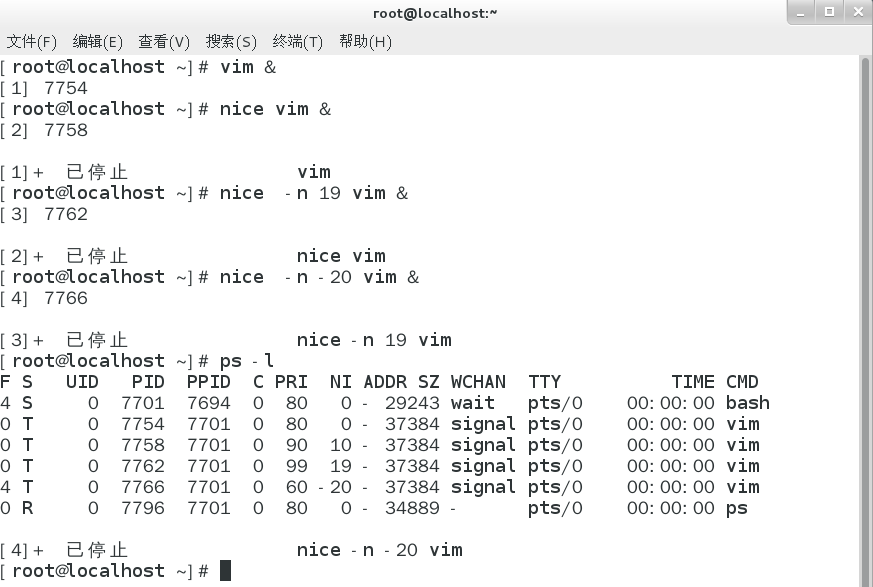 root@localhost:~
文件(F) 编辑(E) 查看(V) 搜索(S) 终端(T) 帮助(H)
[root@localhost ~]# vim &
[1] 7754
[root@localhost ~]# nice vim &
[2] 7758
[1]+  已停止               vim
[root@localhost ~]# nice  -n 19 vim &
[3] 7762
[2]+  已停止               nice vim
[root@localhost ~]# nice  -n -20 vim &
[4] 7766
[3]+  已停止               nice -n 19 vim
[root@localhost ~]# ps -l
F S   UID   PID  PPID  C PRI  NI ADDR SZ WCHAN  TTY          TIME CMD
4 S     0  7701  7694  0  80   0 -  29243 wait   pts/0    00:00:00 bash
0 T     0  7754  7701  0  80   0 -  37384 signal pts/0    00:00:00 vim
0 T     0  7758  7701  0  90  10 -  37384 signal pts/0    00:00:00 vim
0 T     0  7762  7701  0  99  19 -  37384 signal pts/0    00:00:00 vim
4 T     0  7766  7701  0  60 -20 -  37384 signal pts/0    00:00:00 vim
0 R     0  7796  7701  0  80   0 -  34889 -      pts/0    00:00:00 ps
[4]+  已停止               nice -n -20 vim
[root@localhost ~]#